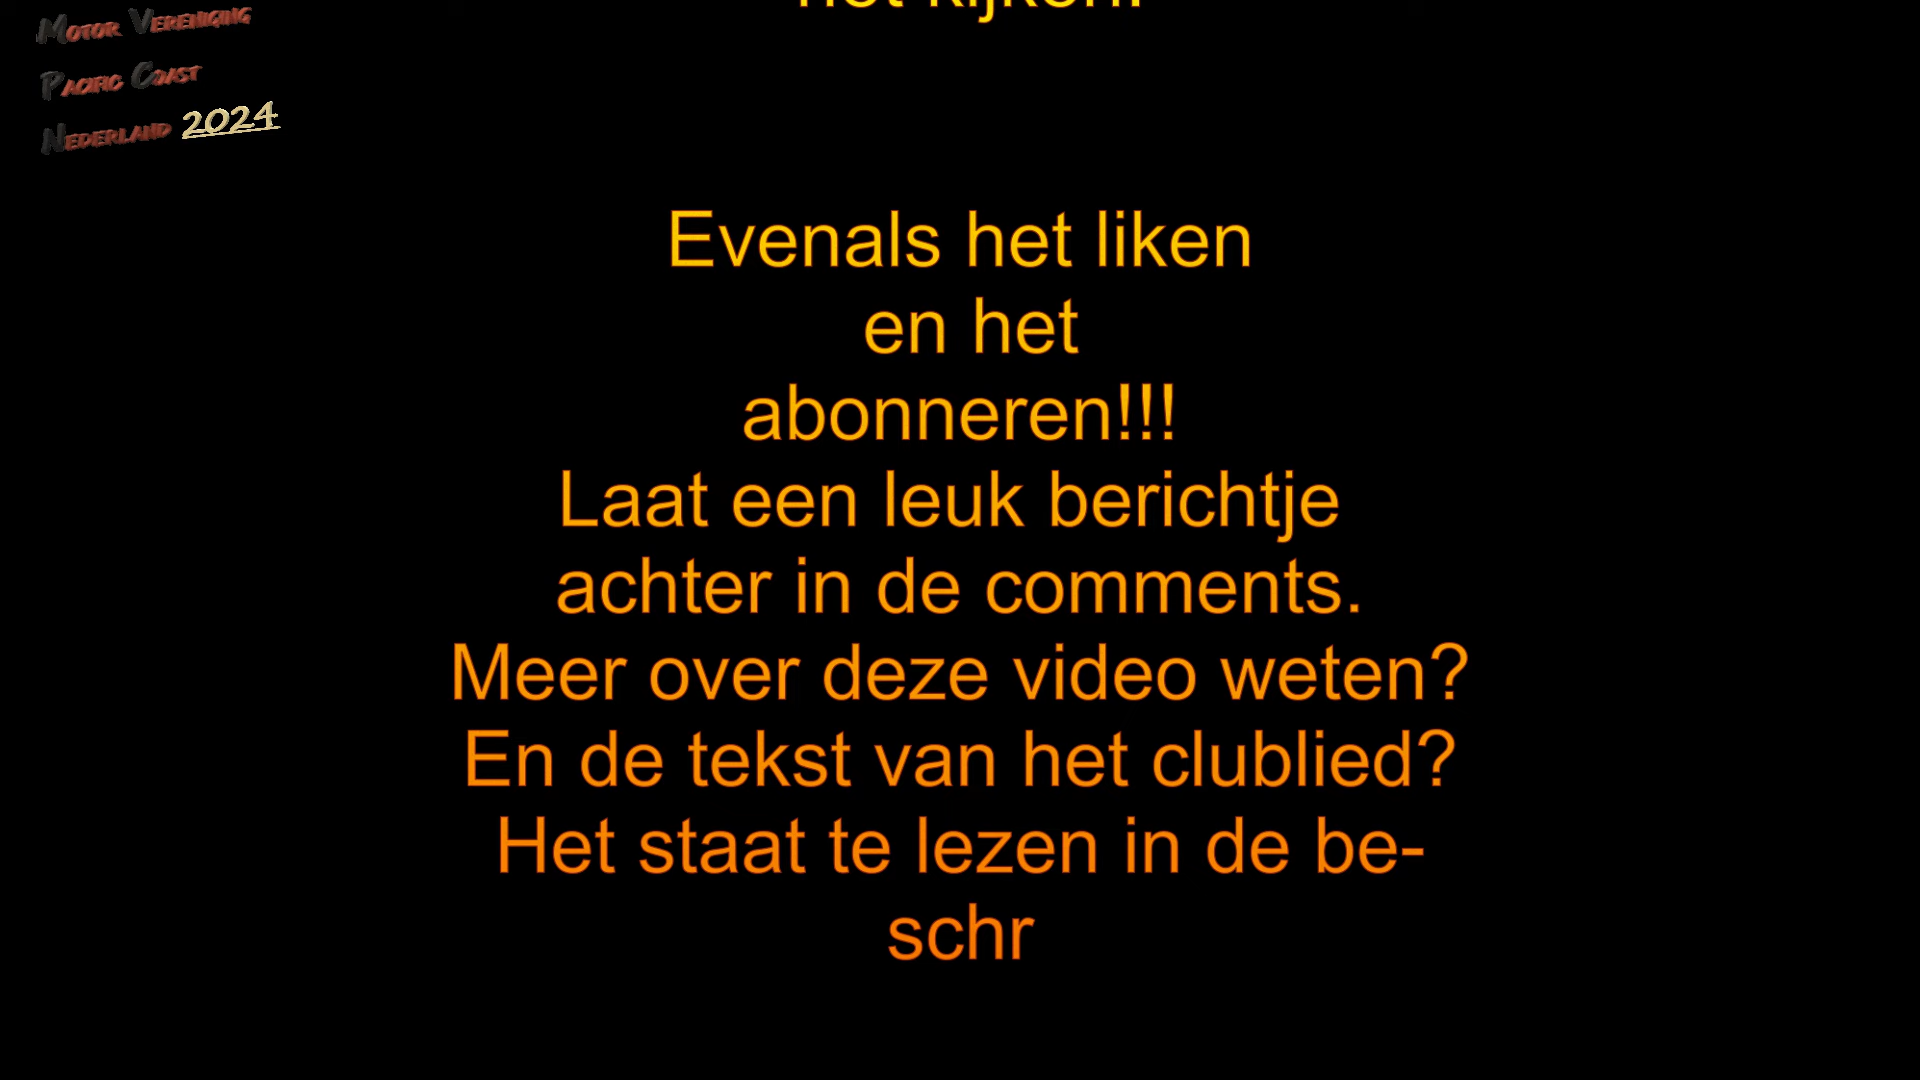 Motor Vereniging
Pacific Coast
Nederland 2024
het kijken!
Evenals het liken
en het
abonneren!!!
Laat een leuk berichtje
achter in de comments.
Meer over deze video weten?
En de tekst van het clublied?
Het staat te lezen in de be-
schr